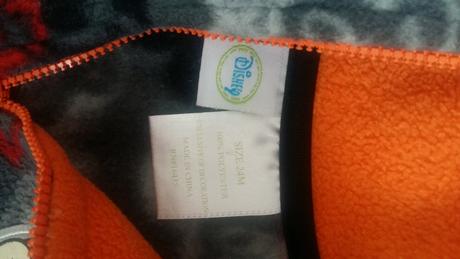 Disney
SIZE:24M
100% POLYESTER
EXCLUSIVE OF DECORATION
MADE IN CHINA